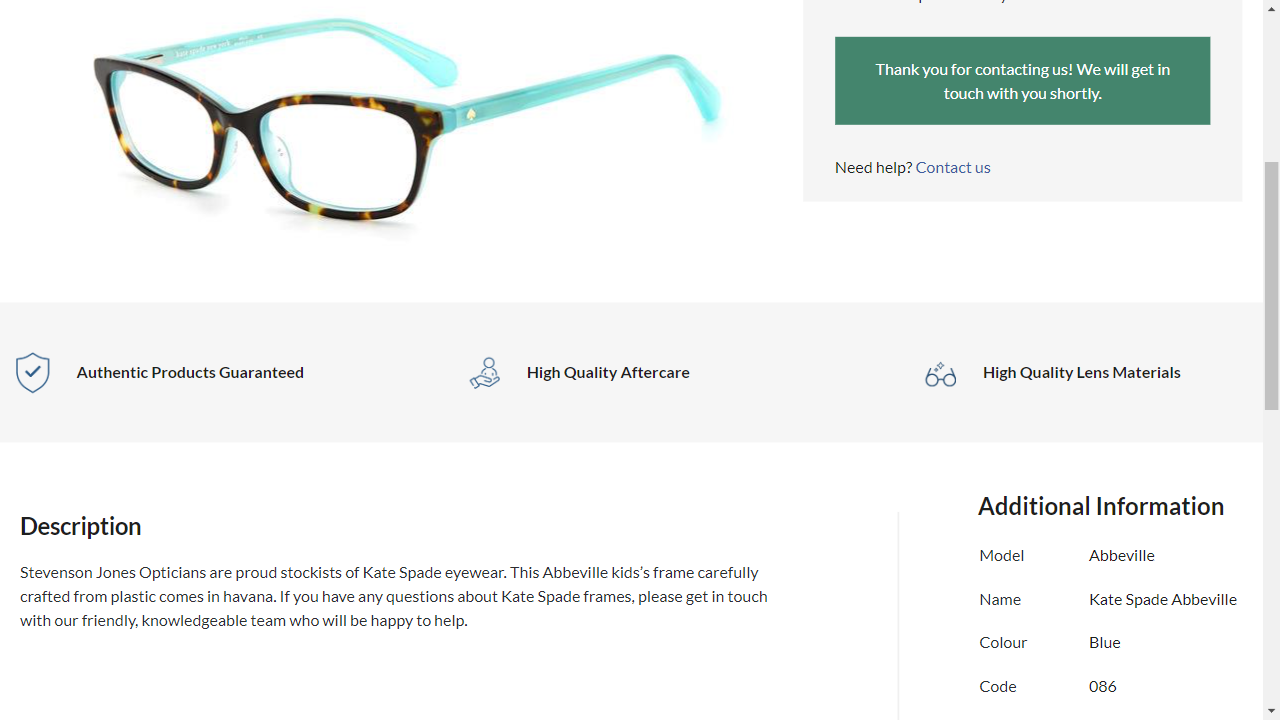 Thank you for contacting us! We will get in
touch with you shortly.
Need help? Contact us
Authentic Products Guaranteed
High Quality Aftercare
High Quality Lens Materials
Description
Stevenson Jones Opticians are proud stockists of Kate Spade eyewear. This Abbeville kids’s frame carefully
crafted from plastic comes in havana. If you have any questions about Kate Spade frames, please get in touch
with our friendly, knowledgeable team who will be happy to help.
Additional Information
Model Abbeville
Name Kate Spade Abbeville
Colour Blue
Code 086